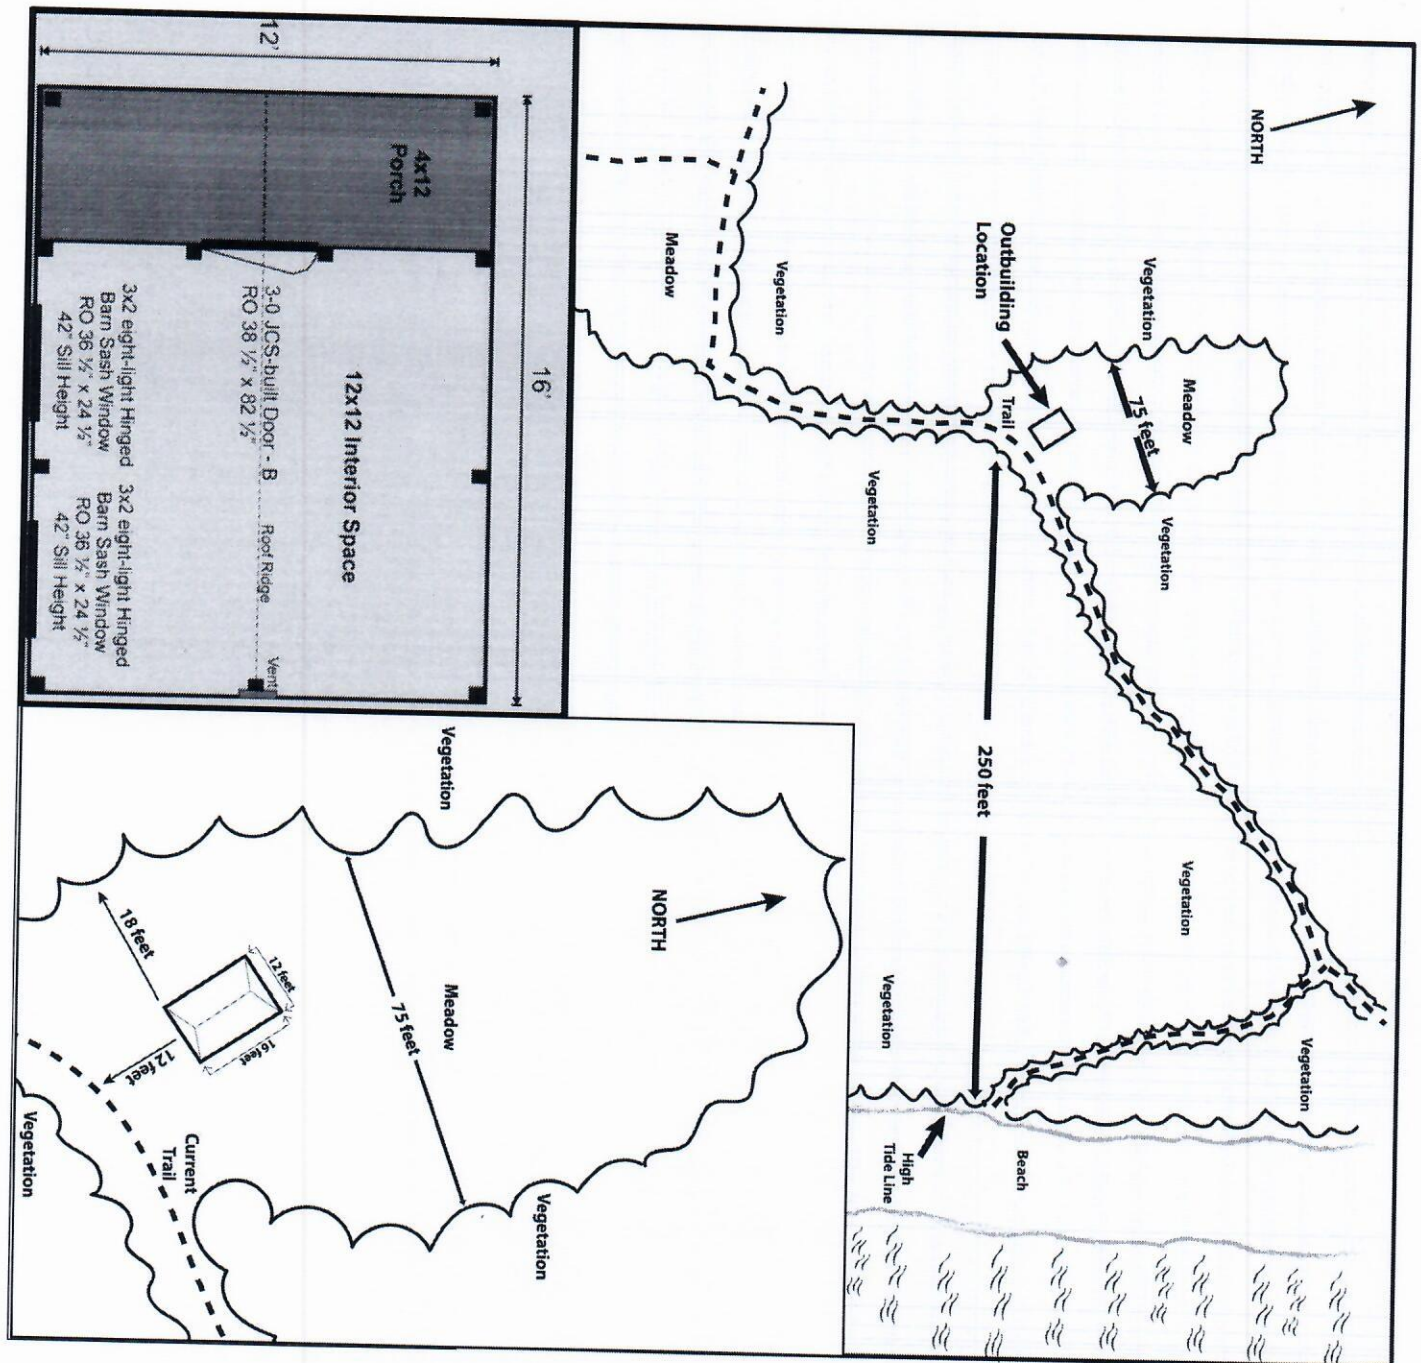 NORTH
Vegetation
Vegetation
Meadow
Vegetation
Vegetation
75 feet
Beach
Outbuilding
Location
Trail
250 feet
High
Tide Line
Vegetation
Vegetation
Vegetation
Meadow
16'
4x12
Porch
12x12 Interior Space
12'
3-0 JCS-built Door - B
RO 38 ½" x 82 ½"
Roof Ridge
Vent
3x2 eight-light Hinged
Barn Sash Window
RO 36 ½" x 24 ½"
42" Sill Height
3x2 eight-light Hinged
Barn Sash Window
RO 36 ½" x 24 ½"
42" Sill Height
NORTH
Vegetation
Vegetation
Meadow
75 feet
12 feet
16 feet
18 feet
12 feet
Current
Trail
Vegetation